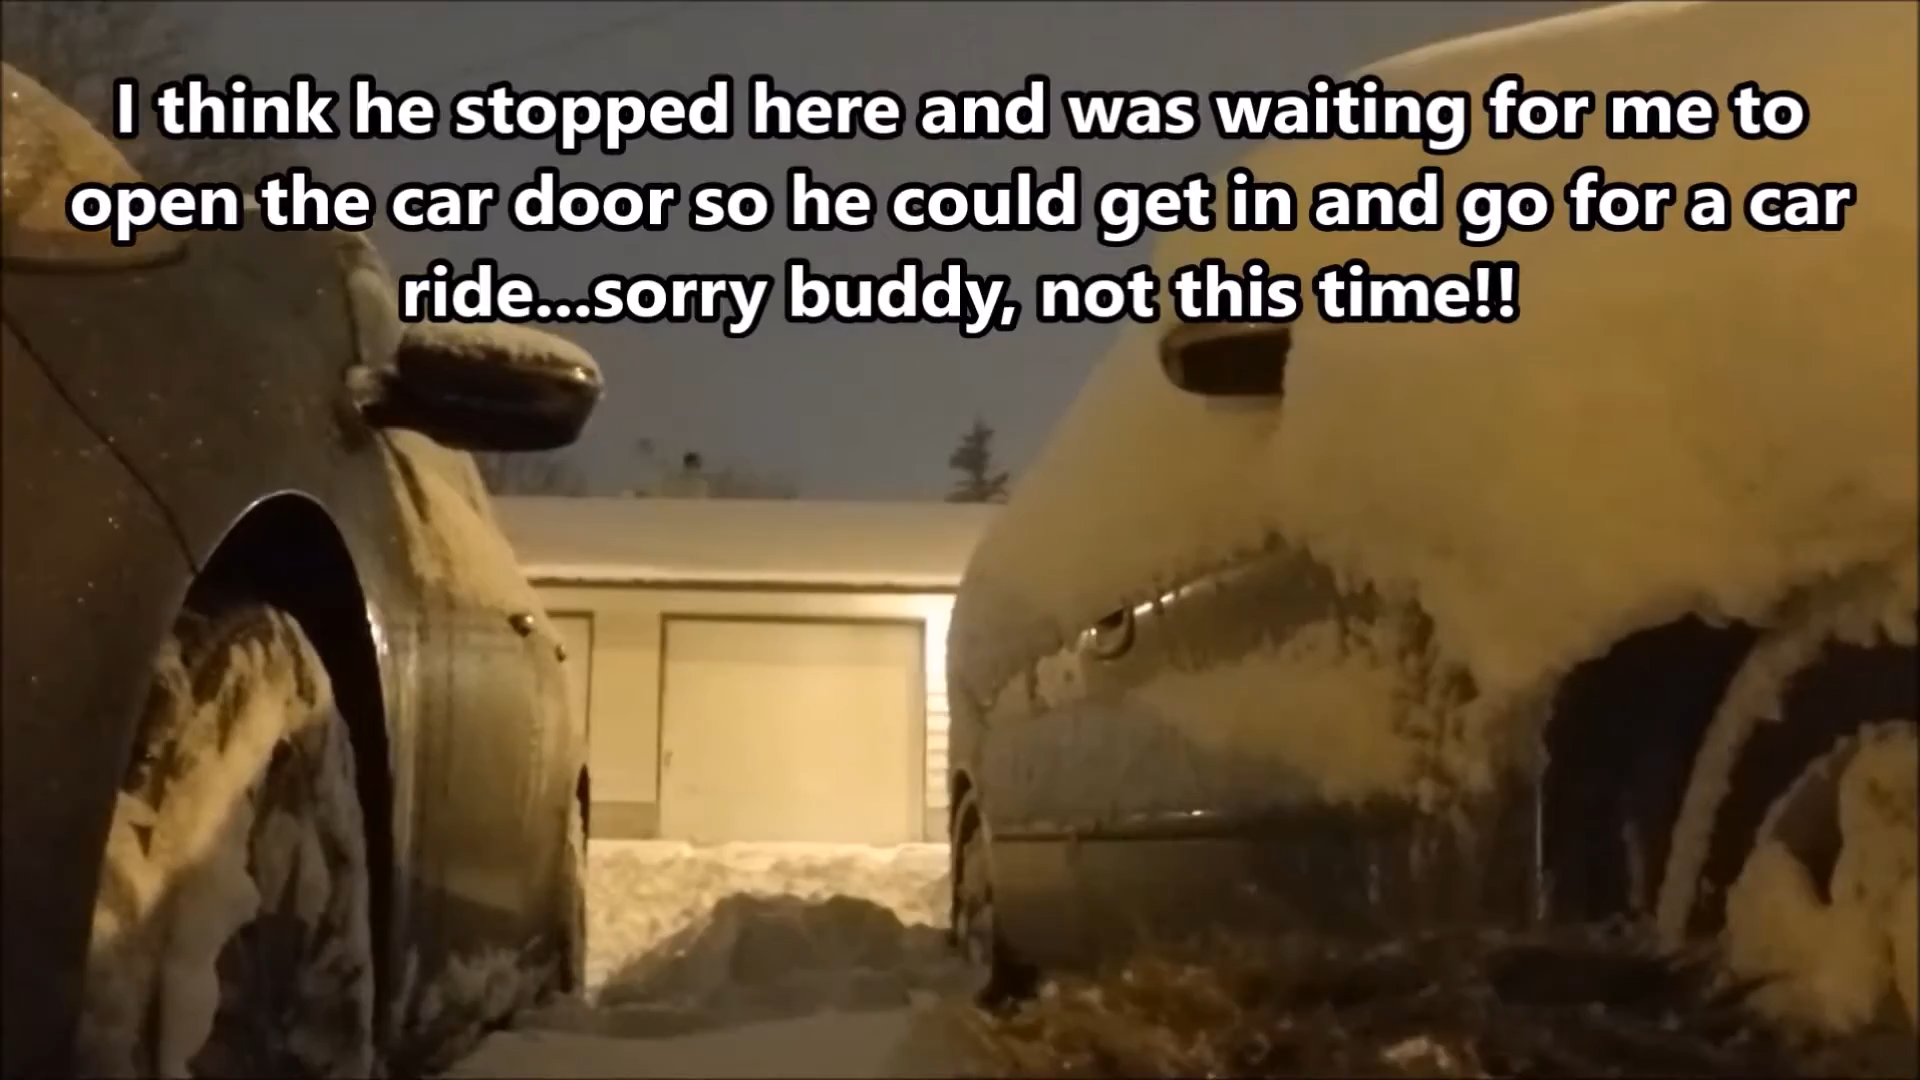 I think he stopped here and was waiting for me to
open the car door so he could get in and go for a car
ride...sorry buddy, not this time!!